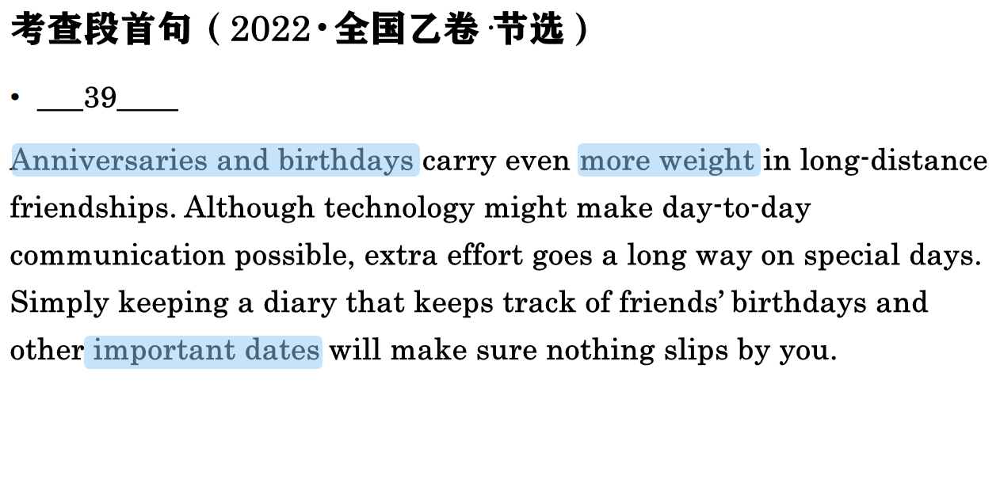 考查段首句（2022·全国乙卷·节选）
• ___39____
Anniversaries and birthdays carry even more weight in long-distance
friendships. Although technology might make day-to-day
communication possible, extra effort goes a long way on special days.
Simply keeping a diary that keeps track of friends’ birthdays and
other important dates will make sure nothing slips by you.